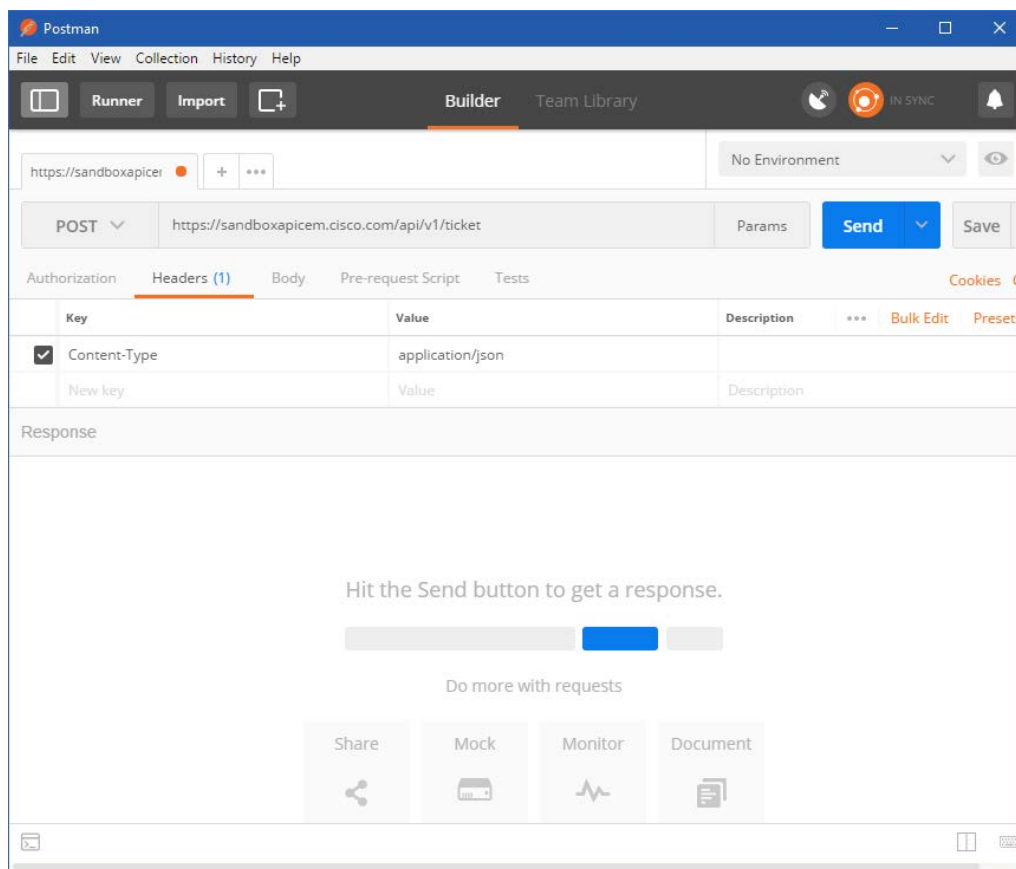 Postman
File Edit View Collection History Help
Runner Import Builder Team Library IN SYNC
https://sandboxapicer + ••• No Environment
POST https://sandboxapicem.cisco.com/api/v1/ticket Params Send Save
Authorization Headers (1) Body Pre-request Script Tests Cookies
Key Value Description ••• Bulk Edit Preset
Content-Type application/json
New key Value Description
Response
Hit the Send button to get a response.
Do more with requests
Share Mock Monitor Document